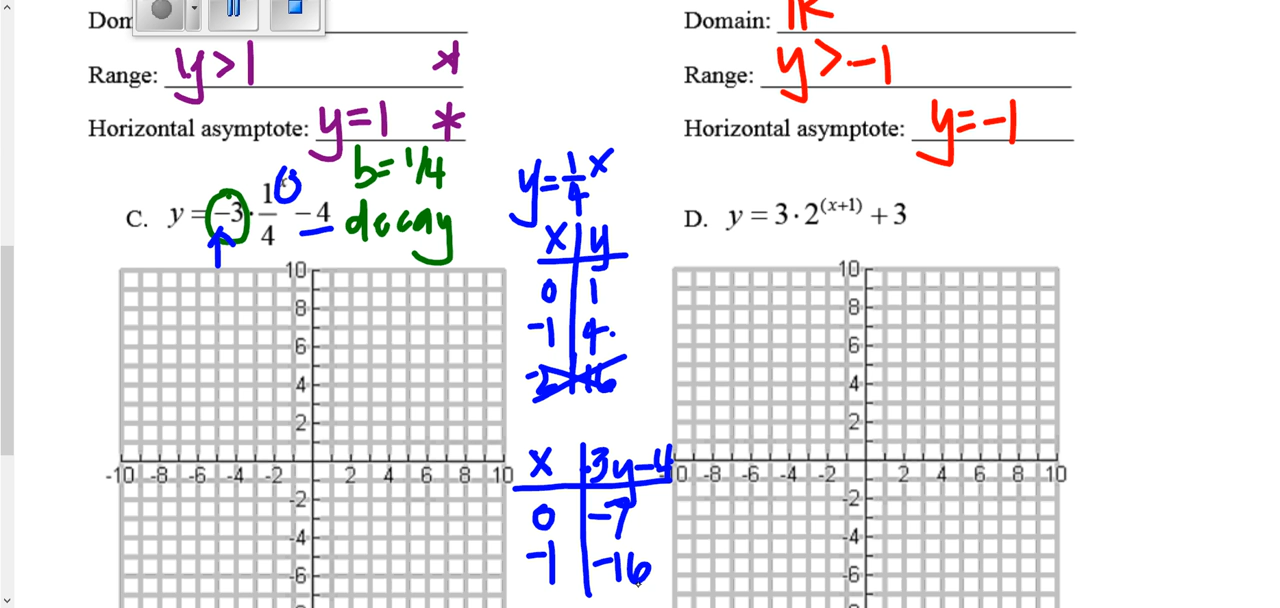 Dom
Range: y > 1 *
Horizontal asymptote: y = 1 *
b = 1/4
C. y = -3 · 1/4 0 - 4 decay
y = 1/4 x
x | y
0 | 1
-1 | 4
-2 | 16
x | -3y - 4
0 | -7
-1 | -16
10
8
6
4
2
-10 -8 -6 -4 -2 2 4 6 8 10
-2
-4
-6
Domain: IR
Range: y > -1
Horizontal asymptote: y = -1
D. y = 3 · 2^(x+1) + 3
10
8
6
4
2
0 -8 -6 -4 -2 2 4 6 8 10
-2
-4
-6